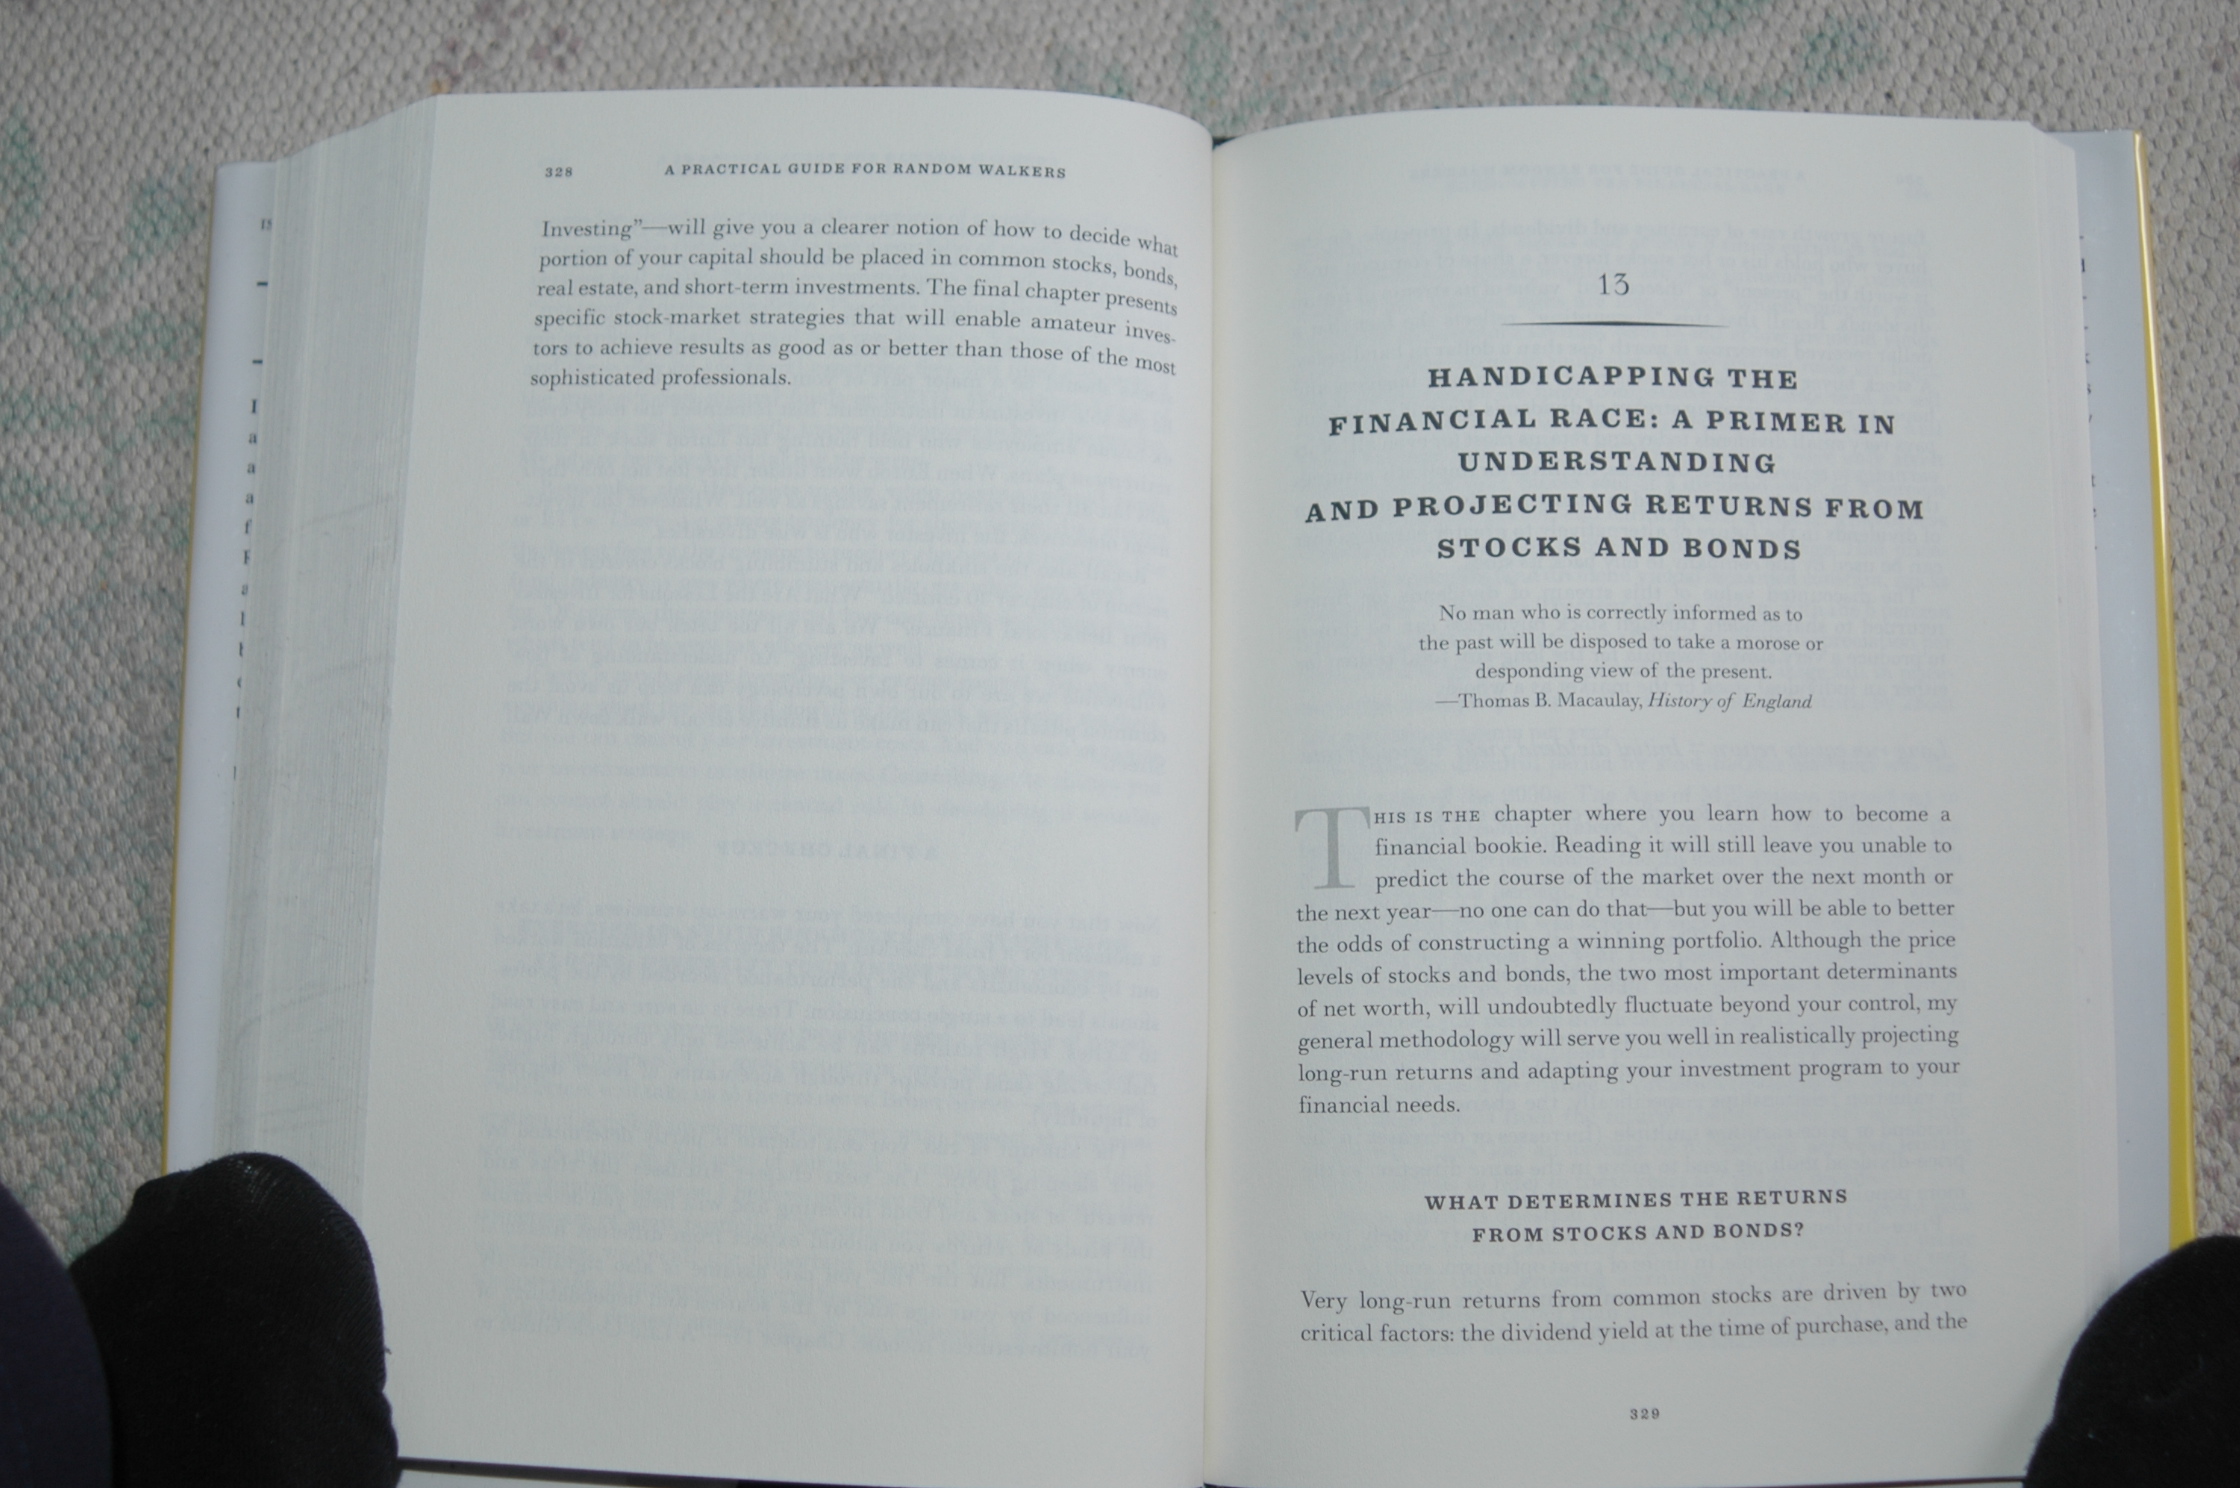 328 A PRACTICAL GUIDE FOR RANDOM WALKERS
Investing”—will give you a clearer notion of how to decide what
portion of your capital should be placed in common stocks, bonds,
real estate, and short-term investments. The final chapter presents
specific stock-market strategies that will enable amateur inves-
tors to achieve results as good as or better than those of the most
sophisticated professionals.
13
HANDICAPPING THE
FINANCIAL RACE: A PRIMER IN
UNDERSTANDING
AND PROJECTING RETURNS FROM
STOCKS AND BONDS
No man who is correctly informed as to
the past will be disposed to take a morose or
desponding view of the present.
—Thomas B. Macaulay, History of England
THIS IS THE chapter where you learn how to become a
financial bookie. Reading it will still leave you unable to
predict the course of the market over the next month or
the next year—no one can do that—but you will be able to better
the odds of constructing a winning portfolio. Although the price
levels of stocks and bonds, the two most important determinants
of net worth, will undoubtedly fluctuate beyond your control, my
general methodology will serve you well in realistically projecting
long-run returns and adapting your investment program to your
financial needs.
WHAT DETERMINES THE RETURNS
FROM STOCKS AND BONDS?
Very long-run returns from common stocks are driven by two
critical factors: the dividend yield at the time of purchase, and the
329